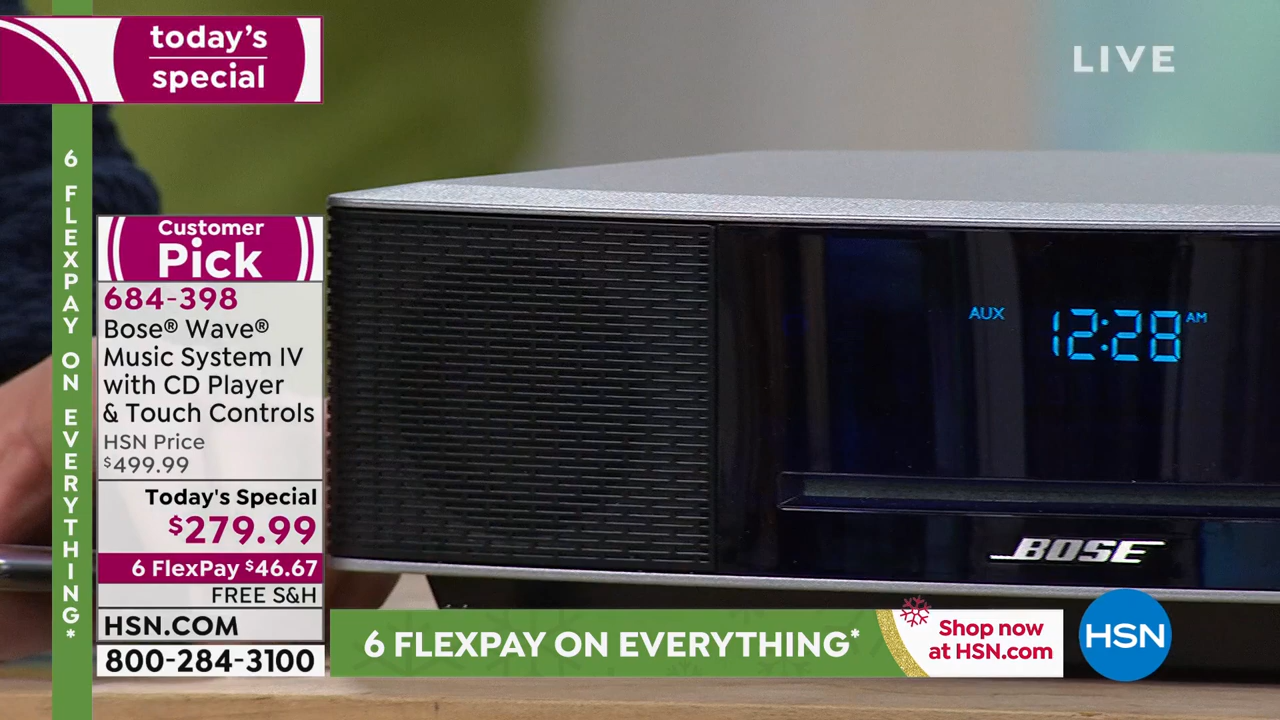 today's
special
LIVE
6 FLEXPAY ON EVERYTHING*
Customer
Pick
684-398
Bose® Wave®
Music System IV
with CD Player
& Touch Controls
HSN Price
$499.99
Today's Special
$279.99
6 FlexPay $46.67
FREE S&H
HSN.COM
800-284-3100
AUX 12:28 AM
BOSE
6 FLEXPAY ON EVERYTHING*
Shop now
at HSN.com
HSN